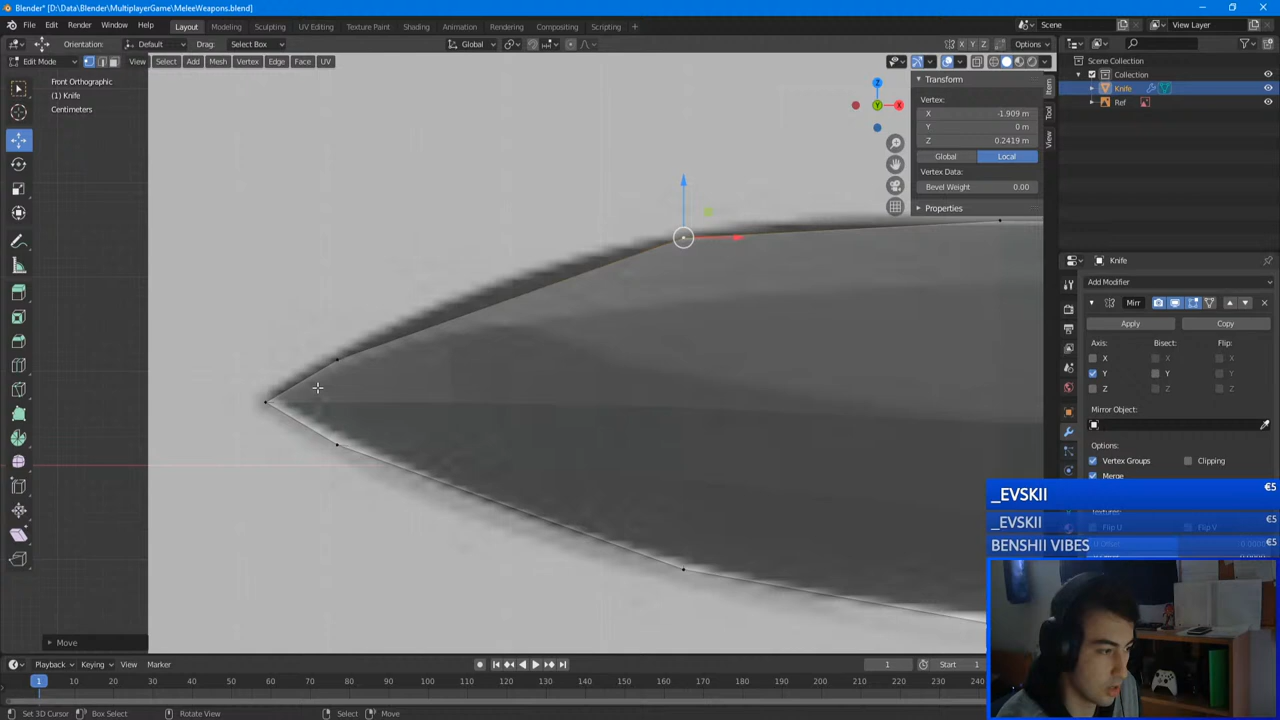 Blender* [D:\Data\Blender\MultiplayerGame\MeleeWeapons.blend]
File Edit Render Window Help Layout Modeling Sculpting UV Editing Texture Paint Shading Animation Rendering Compositing Scripting + Scene View Layer
Orientation: Default Drag: Select Box Global X Y Z Options
Edit Mode View Select Add Mesh Vertex Edge Face UV
Front Orthographic
(1) Knife
Centimeters
Z
X
Y
Transform
Vertex:
X -1.909 m
Y 0 m
Z 0.2419 m
Global Local
Vertex Data:
Bevel Weight 0.00
Properties
Item
Tool
View
Scene Collection
Collection
Knife
Ref
Knife
Add Modifier
Mirr
Apply Copy
Axis: Bisect: Flip:
X X X
Y Y Y
Z Z Z
Mirror Object:
Options:
Vertex Groups Clipping
Merge
_EVSKII €5
_EVSKII €5
BENSHII VIBES €5
Move
Playback Keying View Marker 1 Start 1
1 10 20 30 40 50 60 70 80 90 100 110 120 130 140 150 160 170 180 190 200 210 220 230 240
Set 3D Cursor Box Select Rotate View Select Move